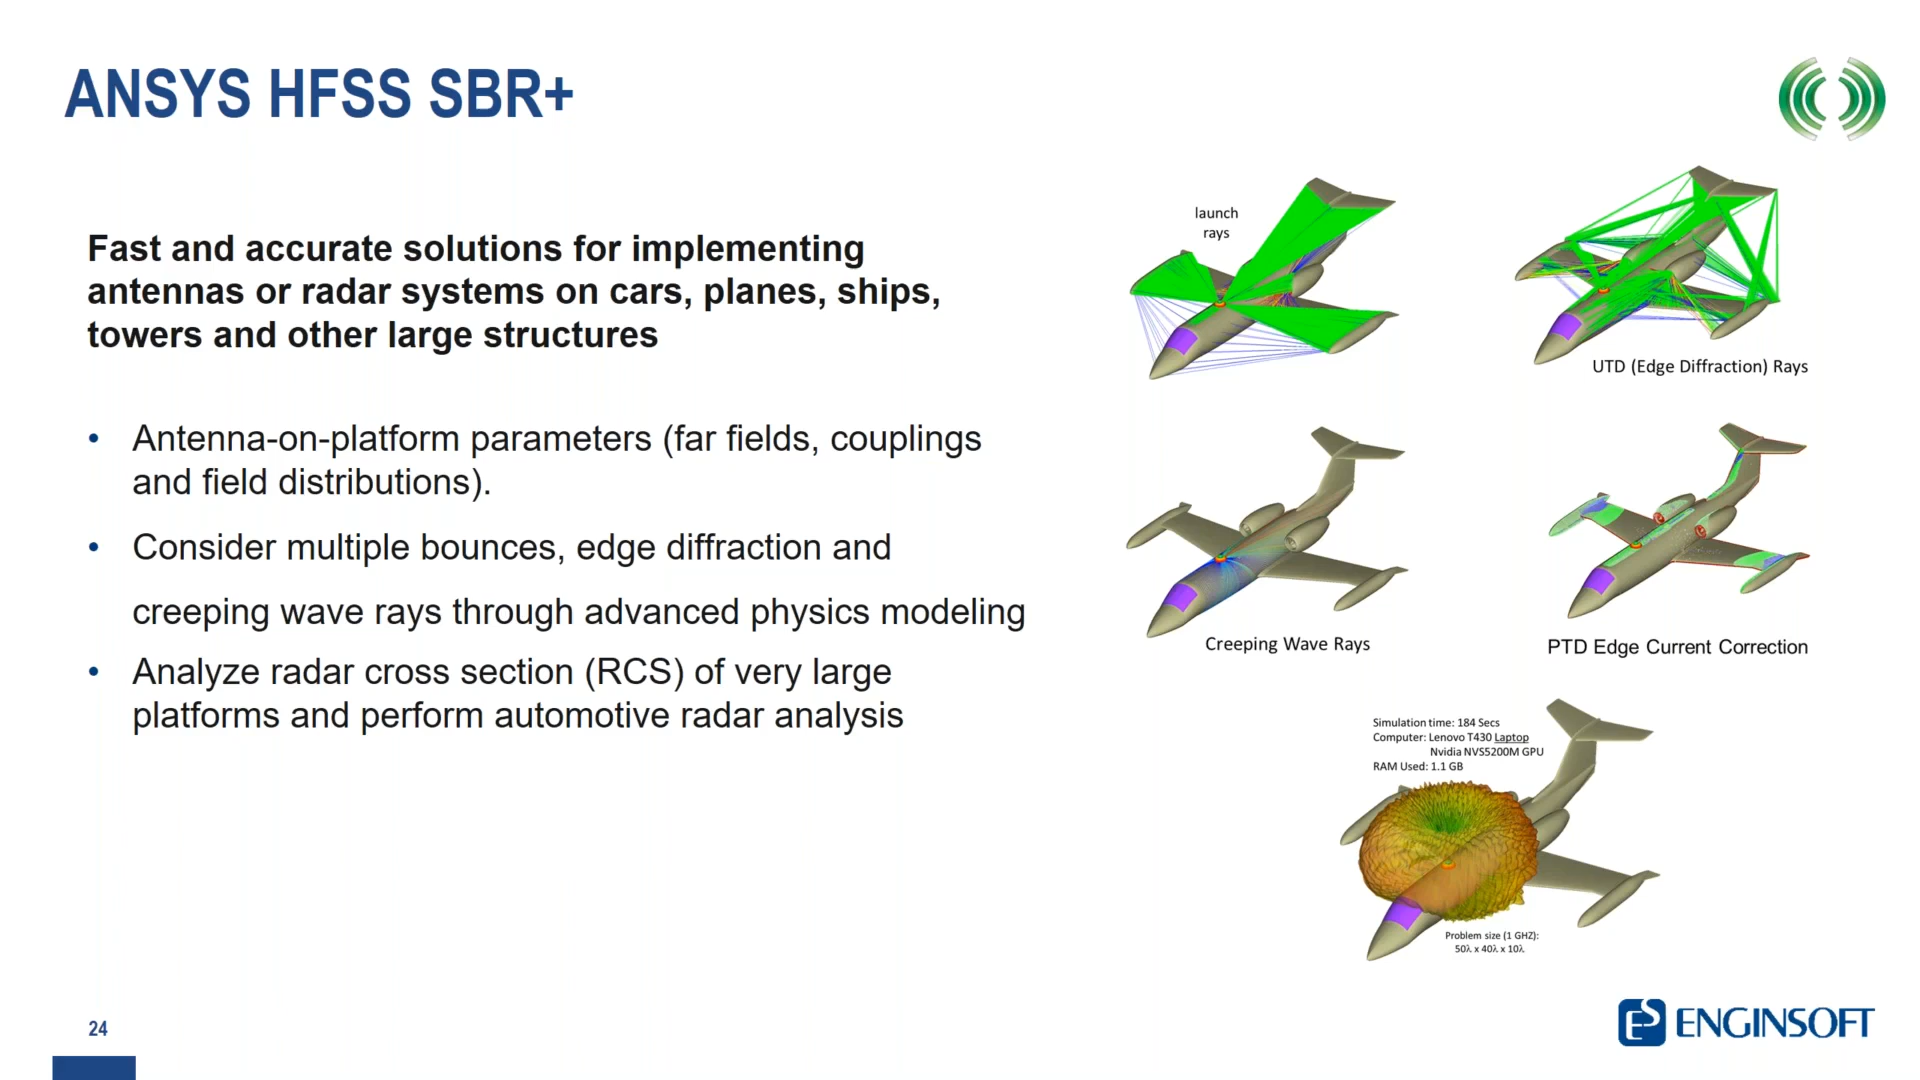 ANSYS HFSS SBR+
Fast and accurate solutions for implementing
antennas or radar systems on cars, planes, ships,
towers and other large structures
• Antenna-on-platform parameters (far fields, couplings
and field distributions).
• Consider multiple bounces, edge diffraction and
creeping wave rays through advanced physics modeling
• Analyze radar cross section (RCS) of very large
platforms and perform automotive radar analysis
launch
rays
UTD (Edge Diffraction) Rays
Creeping Wave Rays
PTD Edge Current Correction
Simulation time: 184 Secs
Computer: Lenovo T430 Laptop
Nvidia NVS5200M GPU
RAM Used: 1.1 GB
Problem size (1 GHZ):
50λ x 40λ x 10λ
24
ES ENGINSOFT